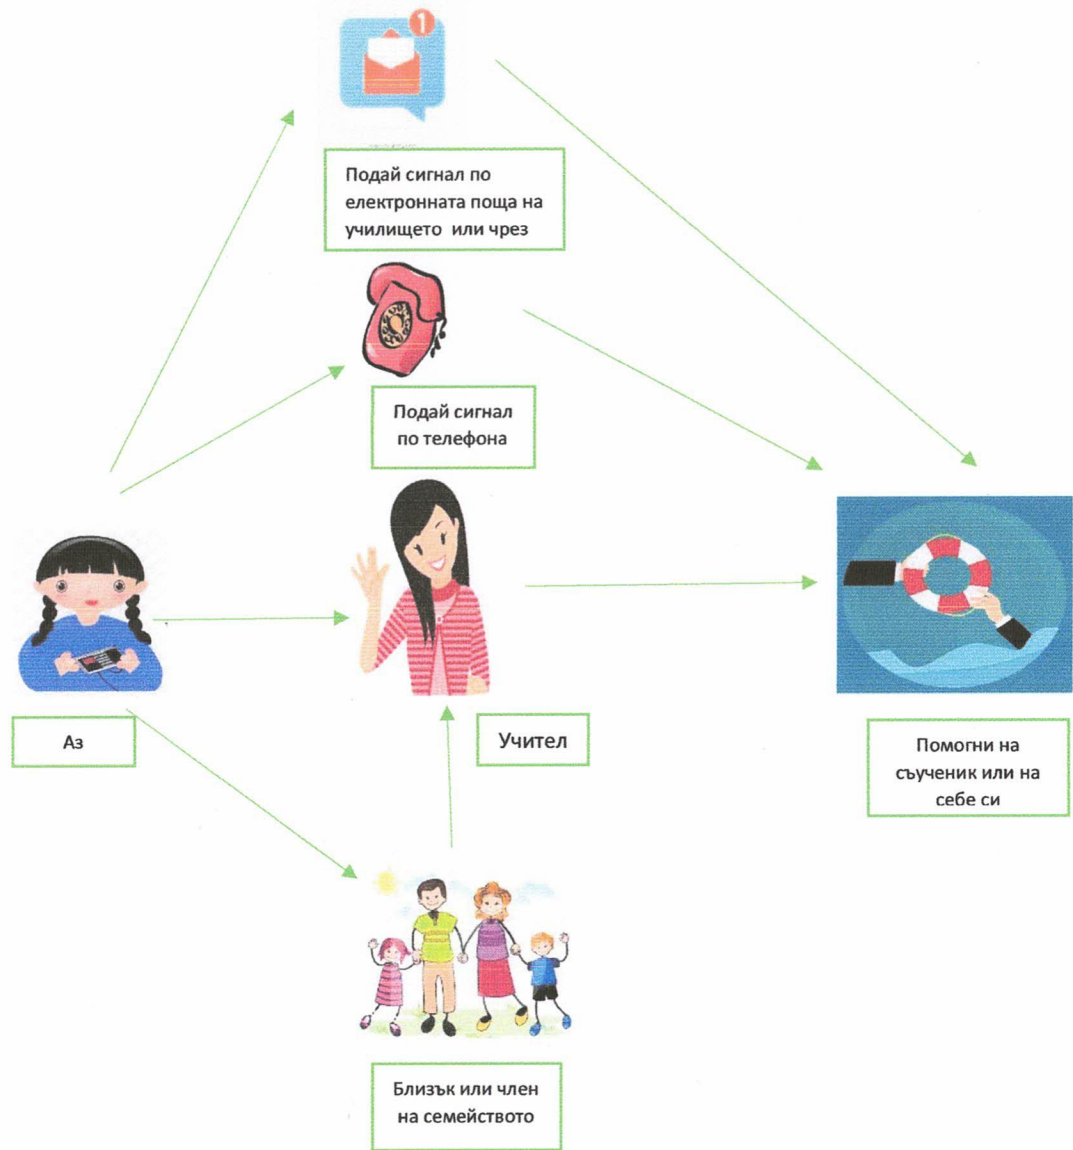 1
Подай сигнал по
електронната поща на
училището или чрез
Подай сигнал
по телефона
Аз
Учител
Помогни на
съученик или на
себе си
Близък или член
на семейството